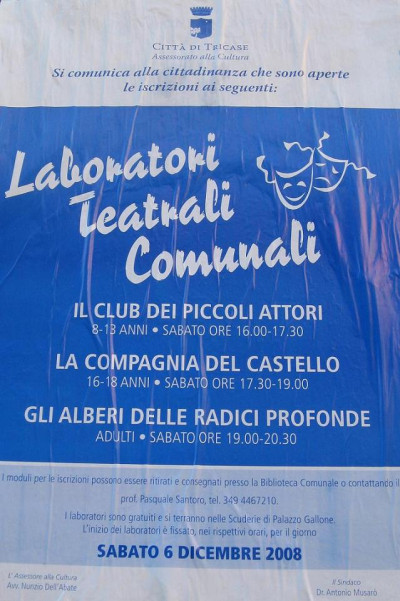 CITTÀ DI TRICASE
Assessorato alla Cultura
Si comunica alla cittadinanza che sono aperte
le iscrizioni ai seguenti:
Laboratori
Teatrali
Comunali
IL CLUB DEI PICCOLI ATTORI
8-13 ANNI • SABATO ORE 16.00-17.30
LA COMPAGNIA DEL CASTELLO
16-18 ANNI • SABATO ORE 17.30-19.00
GLI ALBERI DELLE RADICI PROFONDE
ADULTI • SABATO ORE 19.00-20.30
I moduli per le iscrizioni possono essere ritirati e consegnati presso la Biblioteca Comunale o contattando il
prof. Pasquale Santoro, tel. 349 4467210.
I laboratori sono gratuiti e si terranno nelle Scuderie di Palazzo Gallone.
L'inizio dei laboratori è fissato, nei rispettivi orari, per il giorno
SABATO 6 DICEMBRE 2008
L' Assessore alla Cultura
Avv. Nunzio Dell'Abate
Il Sindaco
Dr. Antonio Musarò